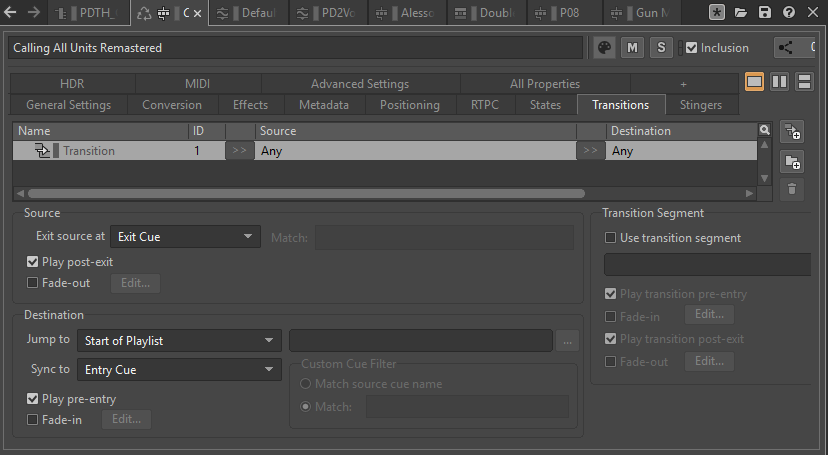 PDTH_
C
Defaul
PD2Vo
Alesso
Double
P08
Gun M
Calling All Units Remastered
M
S
Inclusion
HDR
MIDI
Advanced Settings
All Properties
+
General Settings
Conversion
Effects
Metadata
Positioning
RTPC
States
Transitions
Stingers
Name
ID
Source
Destination
Transition
1
>>
Any
>>
Any
Source
Transition Segment
Exit source at
Exit Cue
Match:
Use transition segment
Play post-exit
Fade-out
Edit...
Play transition pre-entry
Fade-in
Edit...
Destination
Play transition post-exit
Jump to
Start of Playlist
...
Fade-out
Edit...
Sync to
Entry Cue
Custom Cue Filter
Match source cue name
Play pre-entry
Match:
Fade-in
Edit...